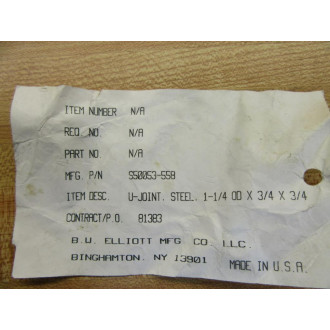 ITEM NUMBER N/A
REQ NO. N/A
PART NO. N/A
MFG P/N S50053-558
ITEM DESC. U-JOINT, STEEL, 1-1/4 OD X 3/4 X 3/4
CONTRACT/P.O. 81383
B.W. ELLIOTT MFG. CO. LLC.
BINGHAMTON, NY 13901
MADE IN U.S.A.